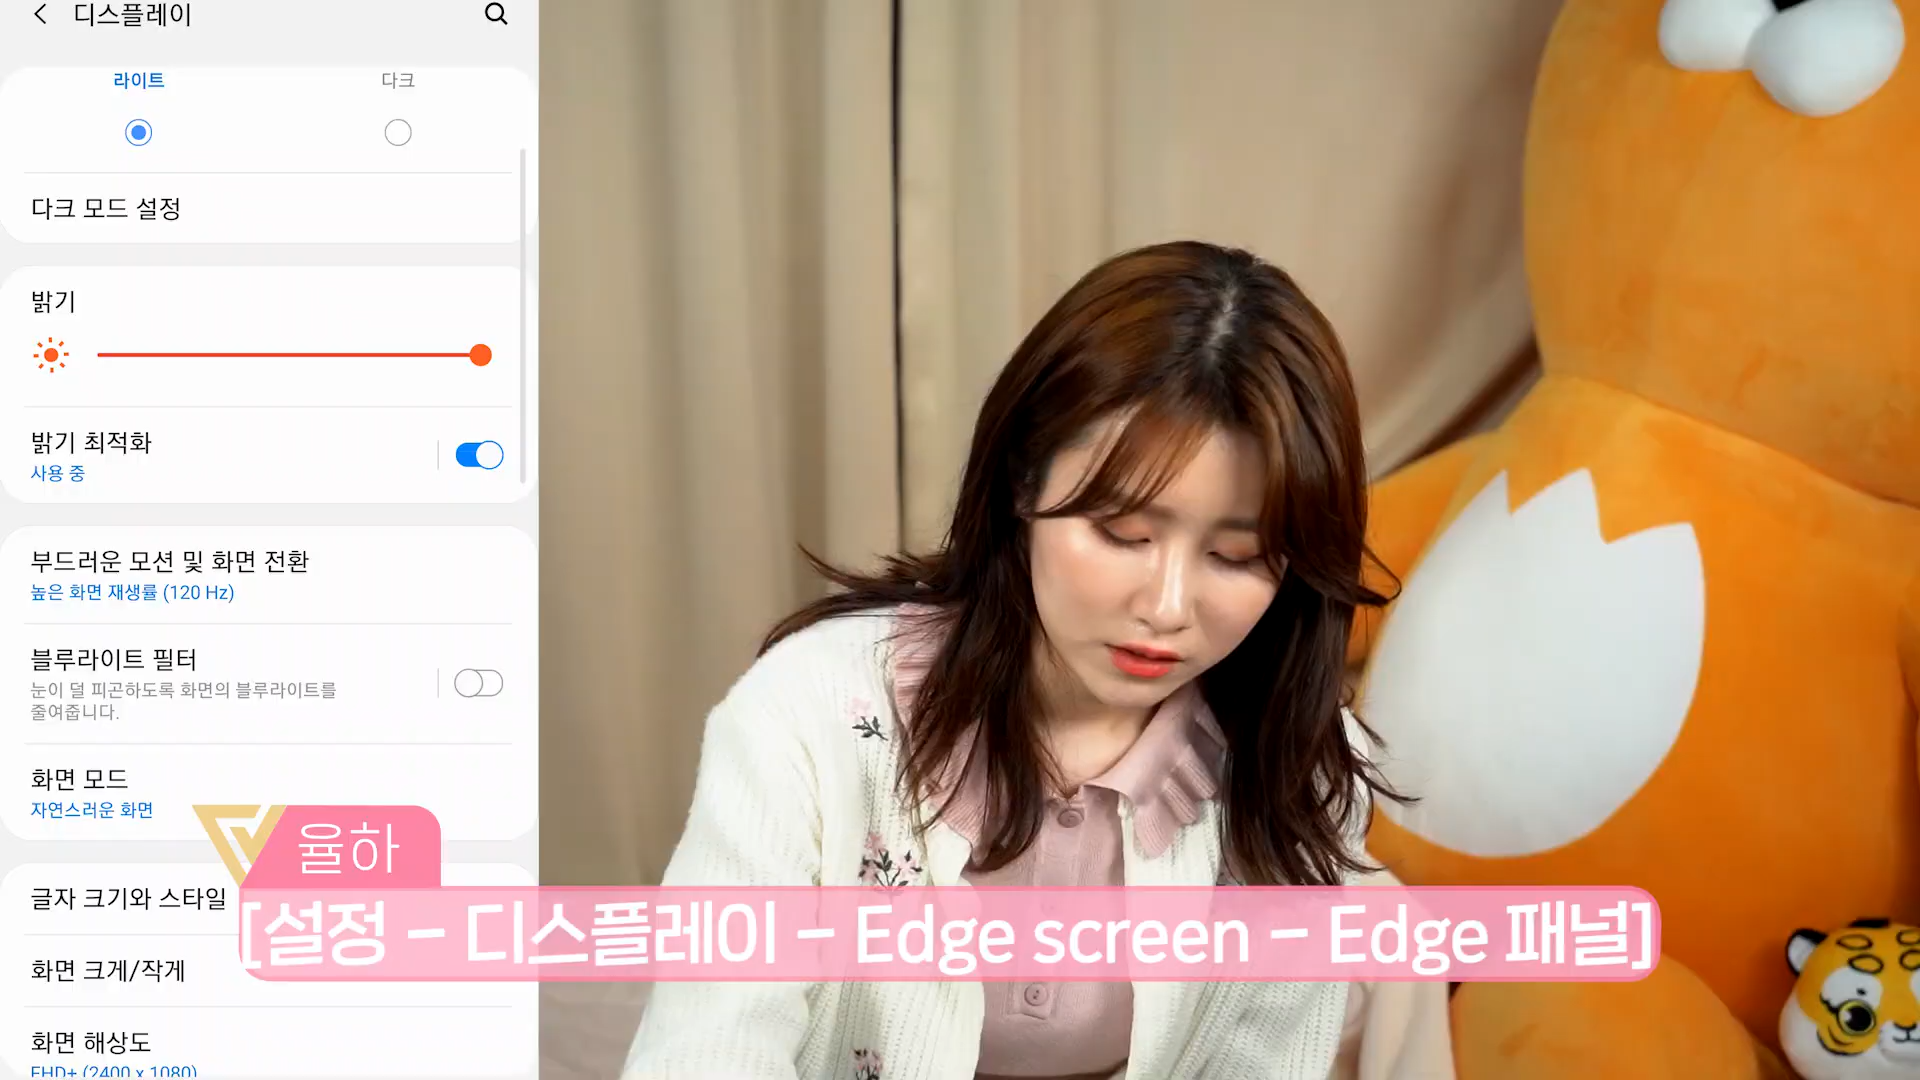 디스플레이
라이트
다크
다크 모드 설정
밝기
밝기 최적화
사용 중
부드러운 모션 및 화면 전환
높은 화면 재생률 (120 Hz)
블루라이트 필터
눈이 덜 피곤하도록 화면의 블루라이트를
줄여줍니다.
화면 모드
자연스러운 화면
율하
글자 크기와 스타일
[설정 - 디스플레이 - Edge screen - Edge 패널]
화면 크게/작게
화면 해상도
FHD+ (2400 x 1080)